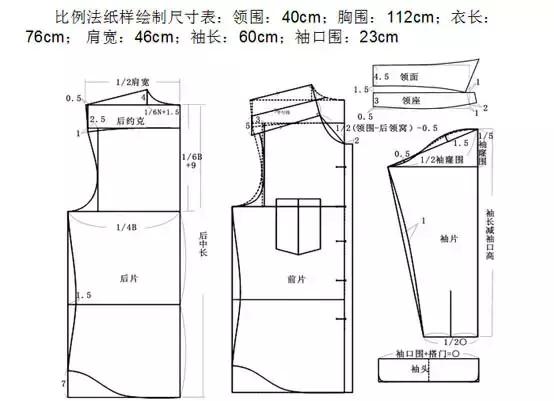 比例法纸样绘制尺寸表：领围：40cm；胸围：112cm；衣长：
76cm； 肩宽：46cm；袖长：60cm；袖口围：23cm
1/2肩宽
0.5
4
1/6N+1.5
2.5 后约克
1/6B
+9
1/4B
后中长
后片
1.5
7
3
5
1/2(领围-后领窝)-0.5
2
前片
4.5 领面
1
1.5
3 领座
1
2
0.5
1
1.5
1/5袖窿围
1/2袖窿围
1
袖片
袖长减袖口高
1/2○
袖口围+搭门=○
袖头